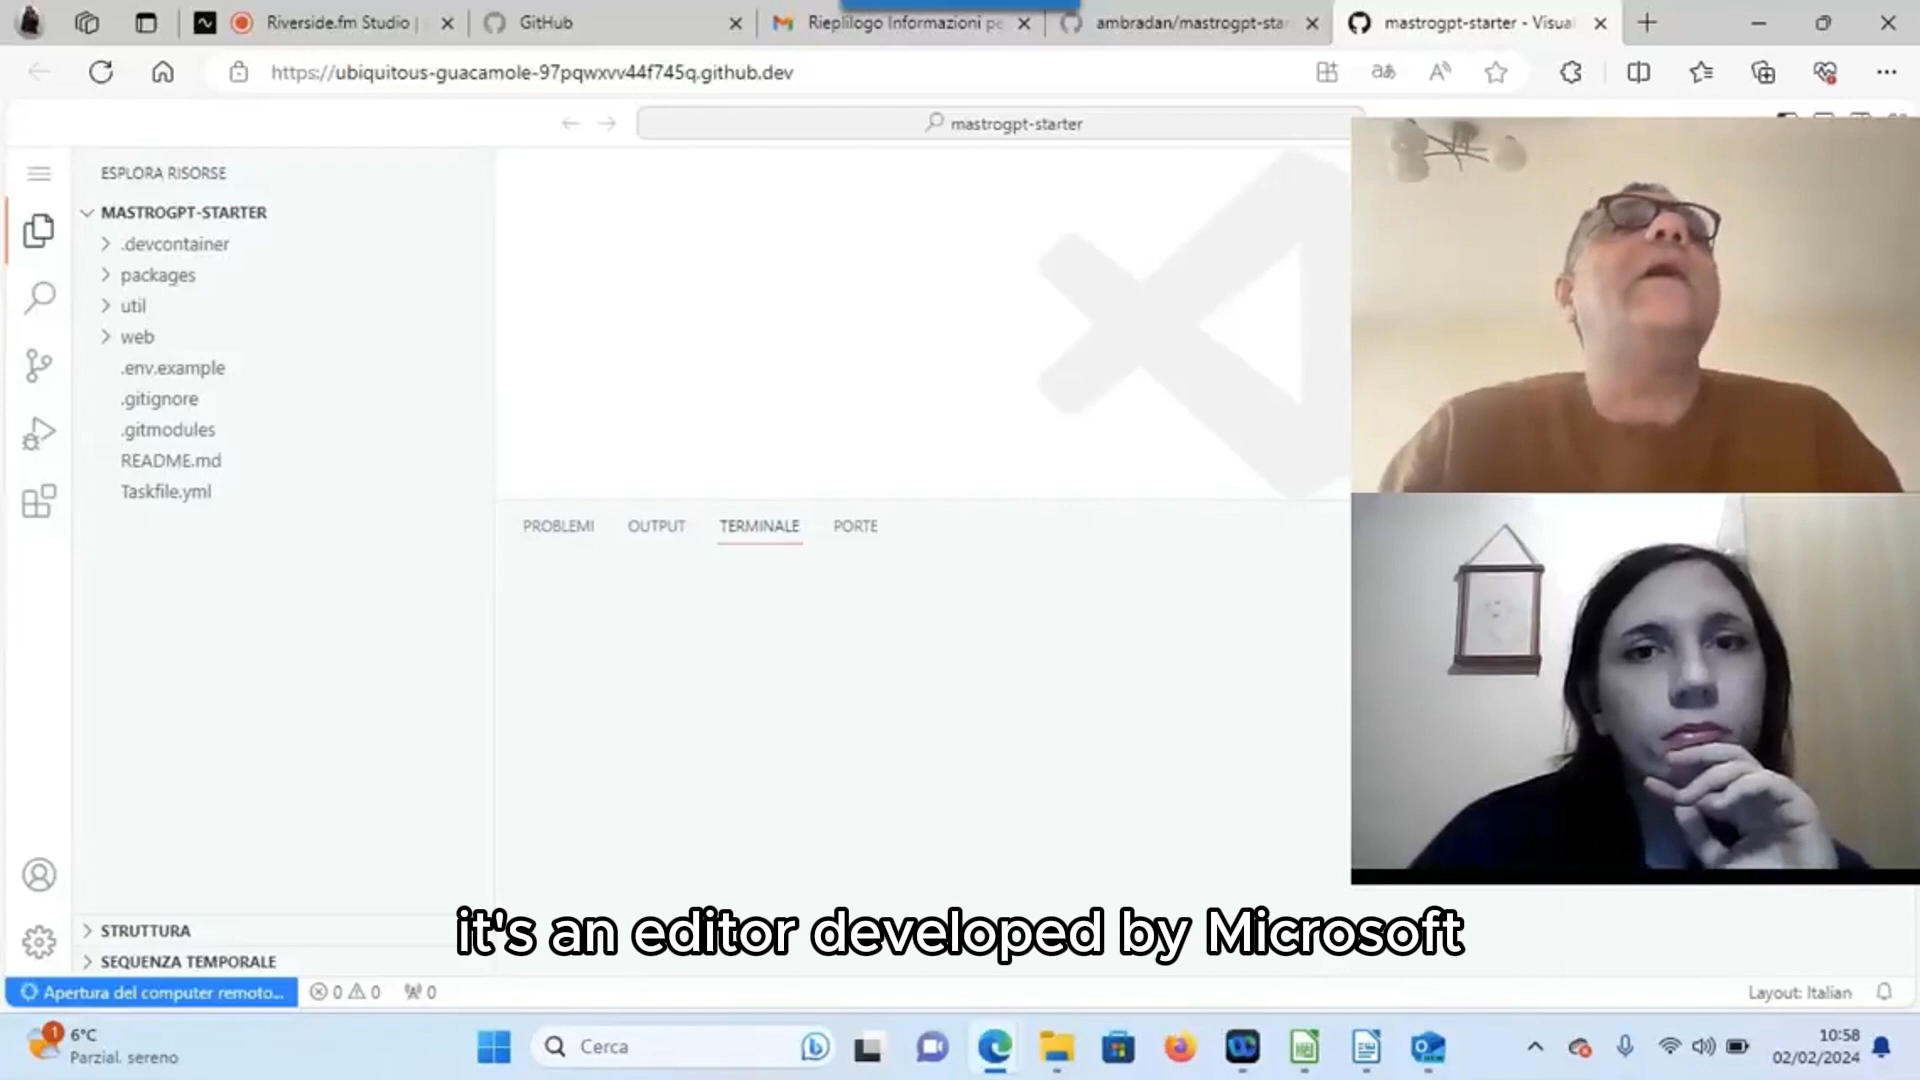 Riverside.fm Studio |
GitHub
Rieplilogo Informazioni pe
ambradan/mastrogpt-star
mastrogpt-starter - Visual
https://ubiquitous-guacamole-97pqwxvv44f745q.github.dev
mastrogpt-starter
ESPLORA RISORSE
MASTROGPT-STARTER
.devcontainer
packages
util
web
.env.example
.gitignore
.gitmodules
README.md
Taskfile.yml
PROBLEMI OUTPUT TERMINALE PORTE
STRUTTURA
SEQUENZA TEMPORALE
it's an editor developed by Microsoft
Apertura del computer remoto...
0 0 0
Layout: Italian
1
6°C
Parzial. sereno
Cerca
10:58
02/02/2024